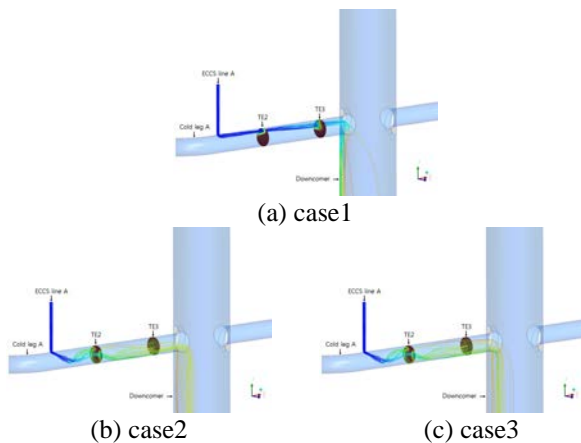 ECCS line A
TE3
TE2
Cold leg A
Downcomer
(a) case1
ECCS line A
TE3
TE2
Cold leg A
Downcomer
(b) case2
ECCS line A
TE3
TE2
Cold leg A
Downcomer
(c) case3